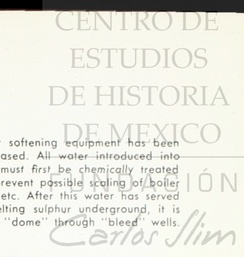 CENTRO DE
ESTUDIOS
DE HISTORIA
DE MEXICO
softening equipment has been
ased. All water introduced into
must first be chemically treated
revent possible scaling of boiler
etc. After this water has served
elting sulphur underground, it is
"dome" through "bleed" wells.
FUNDACIÓN
Carlos Slim